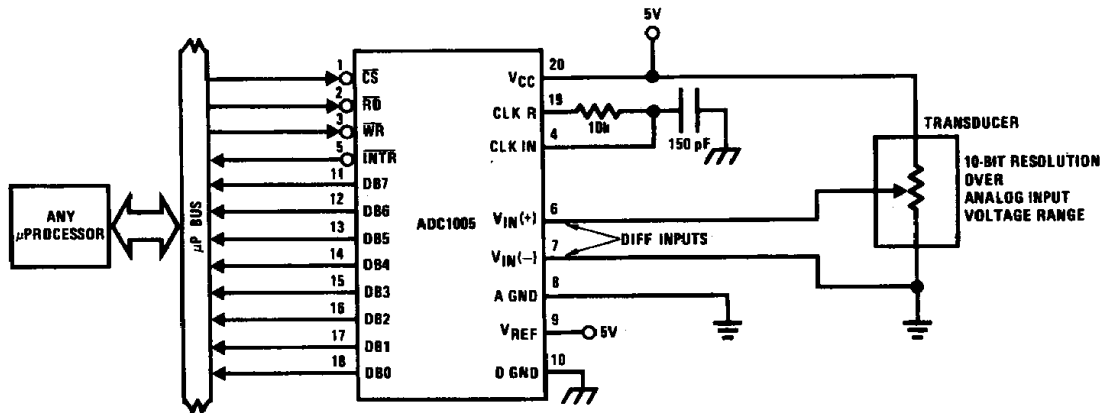 5V
1
CS
2
RD
3
WR
5
INTR
11
DB7
12
DB6
13
DB5
14
DB4
15
DB3
16
DB2
17
DB1
18
DB0
ANY
μPROCESSOR
μP BUS
ADC1005
VCC
20
CLK R
19
10k
CLK IN
4
150 pF
VIN(+)
6
DIFF INPUTS
VIN(−)
7
A GND
8
VREF
9
5V
D GND
10
TRANSDUCER
10-BIT RESOLUTION
OVER
ANALOG INPUT
VOLTAGE RANGE